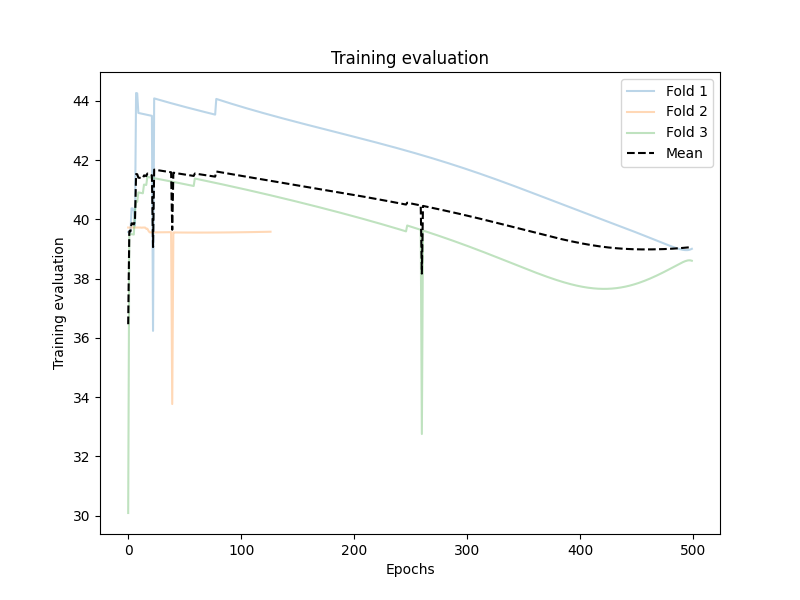 Training evaluation
Fold 1
Fold 2
Fold 3
Mean
Training evaluation
44
42
40
38
36
34
32
30
0
100
200
300
400
500
Epochs